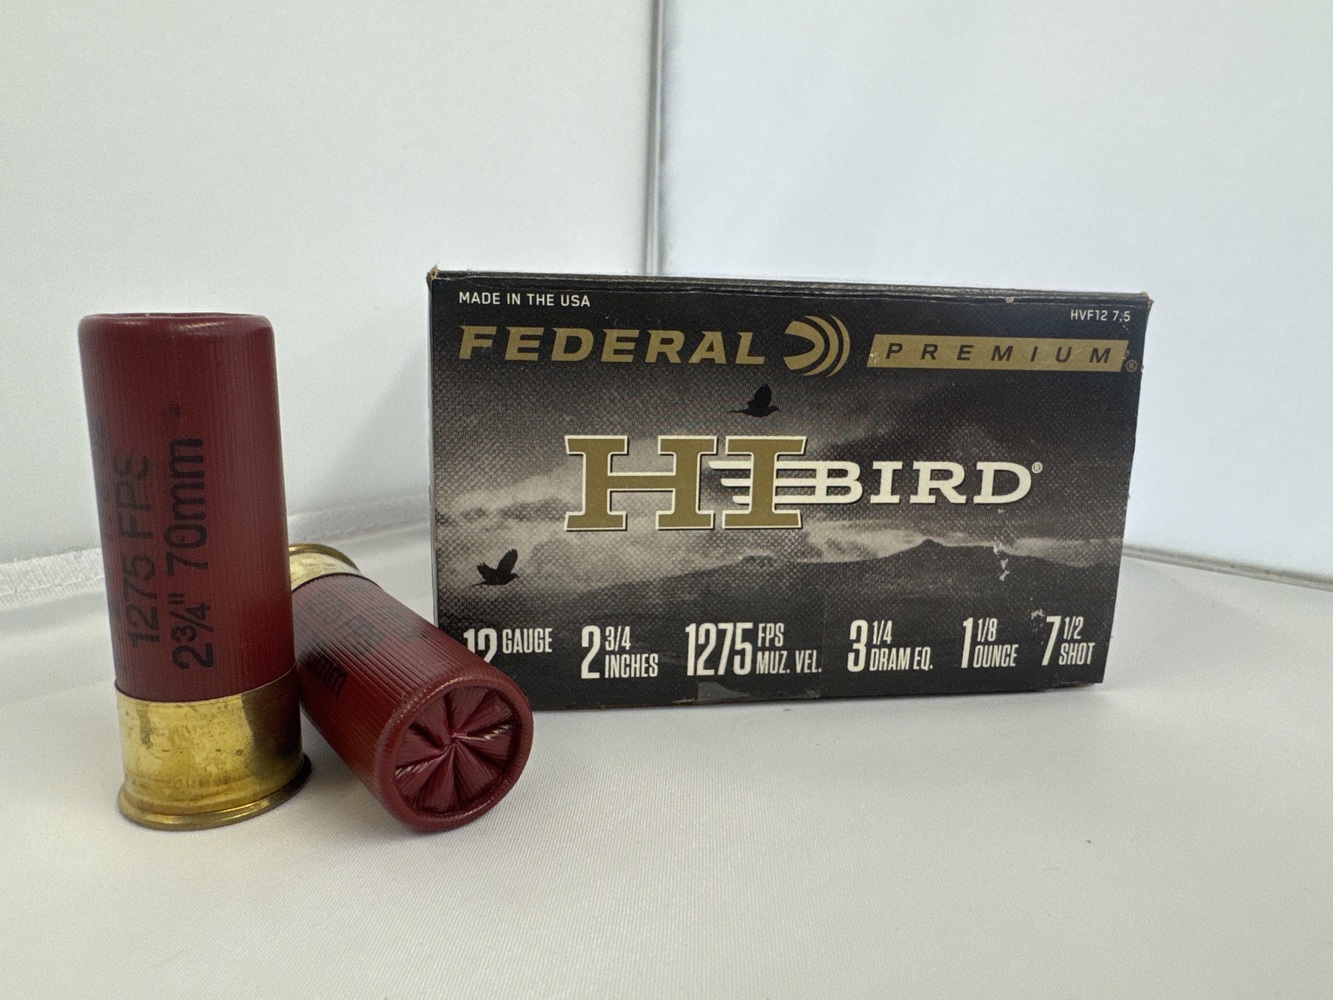 MADE IN THE USA
HVF12 7.5
FEDERAL PREMIUM®
HI BIRD®
12 GAUGE
2 3/4 INCHES
1275 FPS MUZ. VEL.
3 1/4 DRAM EQ.
1 1/8 OUNCE
7 1/2 SHOT
1275 FPS
2¾" 70mm